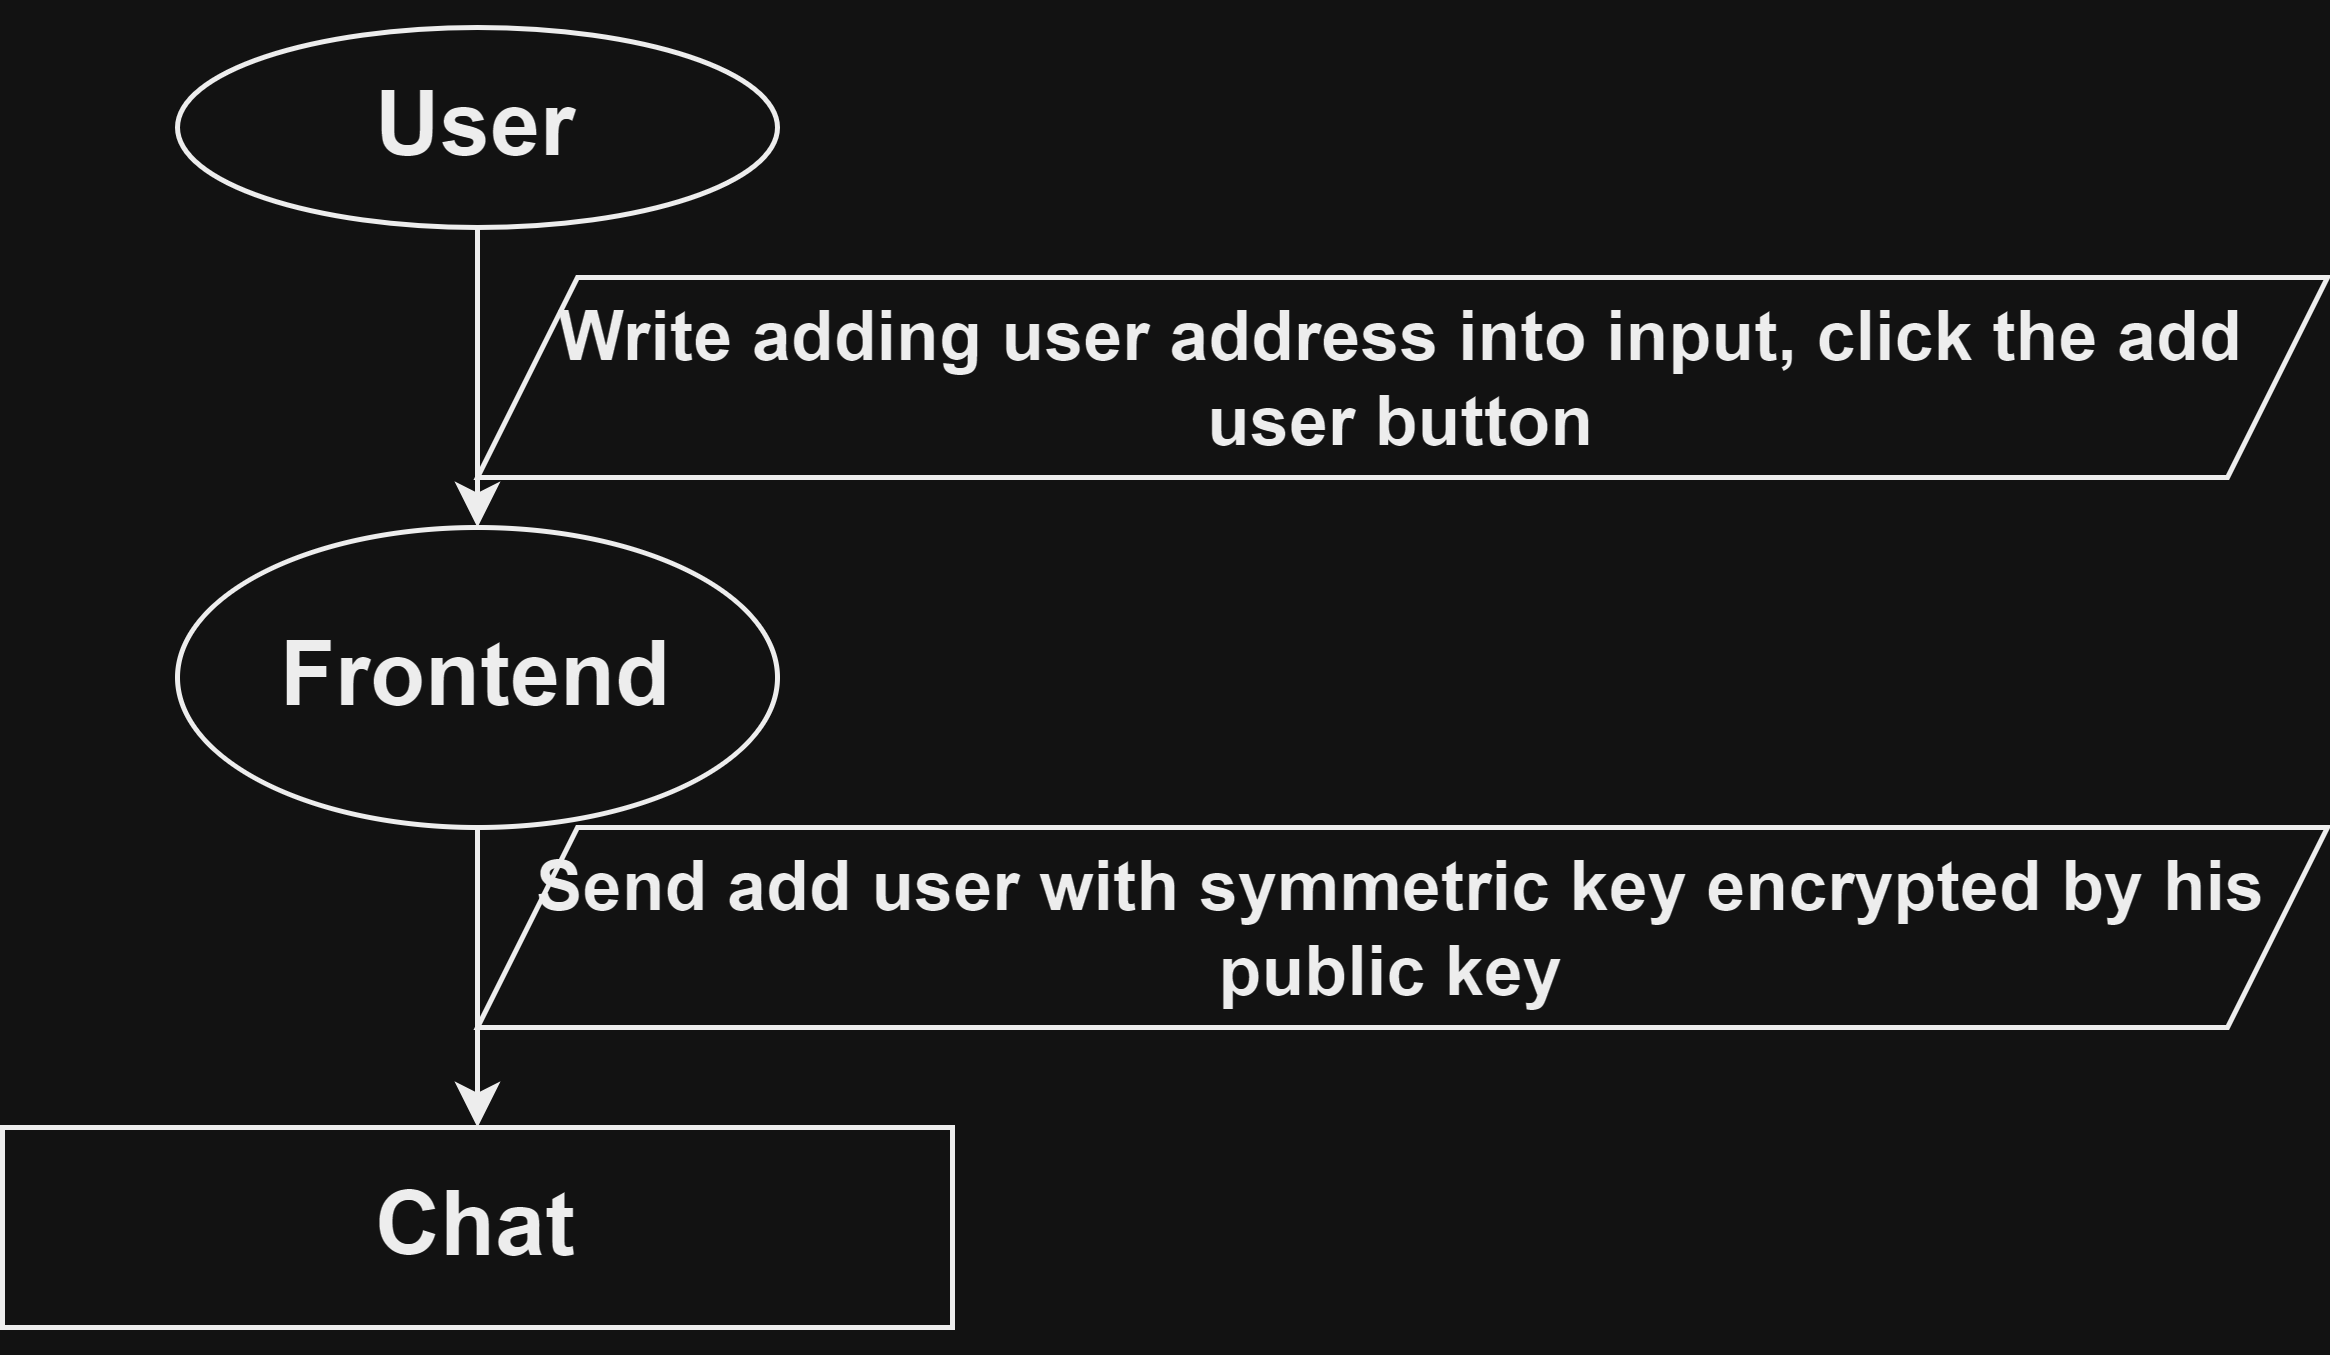 User
Write adding user address into input, click the add
user button
Frontend
Send add user with symmetric key encrypted by his
public key
Chat